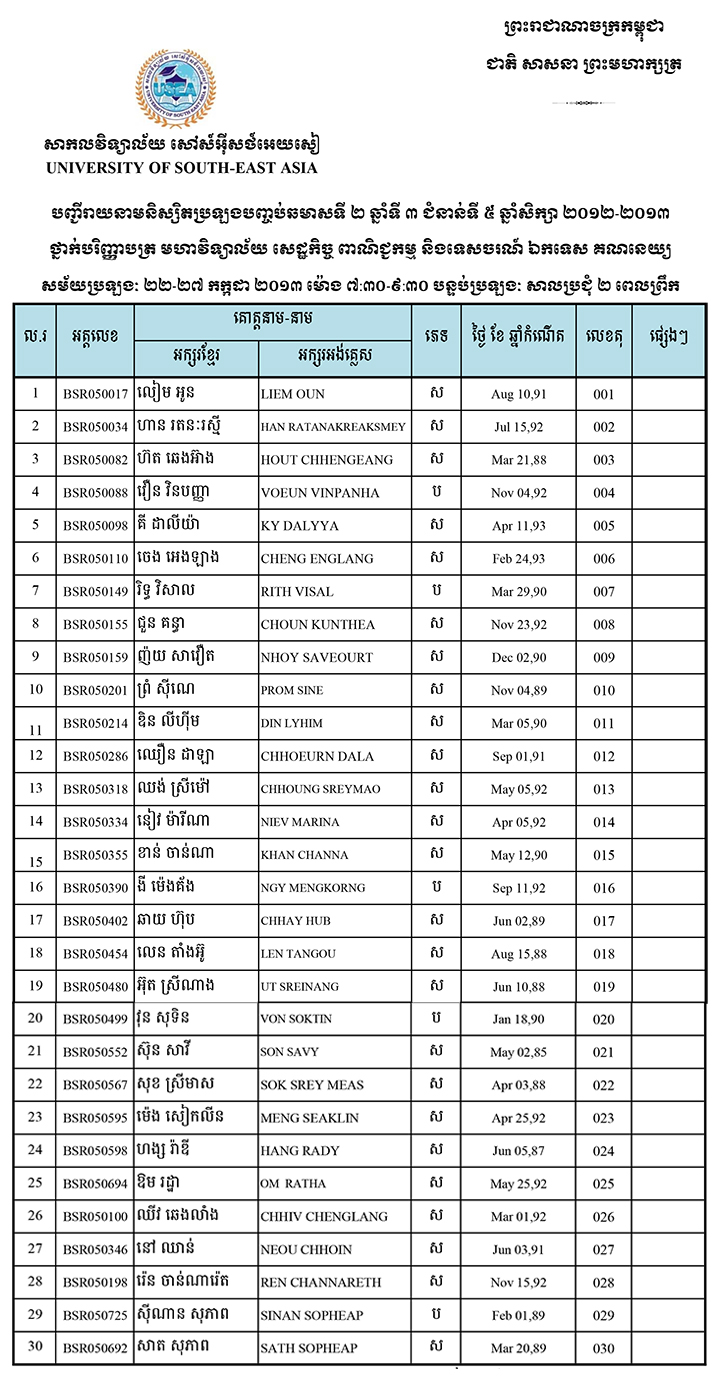 ព្រះរាជាណាចក្រកម្ពុជា
ជាតិ សាសនា ព្រះមហាក្សត្រ
USEA
សាកលវិទ្យាល័យ សៅស៍អ៊ីសថ៍អេយសៀ
UNIVERSITY OF SOUTH-EAST ASIA
បញ្ជីរាយនាមនិស្សិតប្រឡងបញ្ចប់ឆមាសទី ២ ឆ្នាំទី ៣ ជំនាន់ទី ៥ ឆ្នាំសិក្សា ២០១២-២០១៣
ថ្នាក់បរិញ្ញាបត្រ មហាវិទ្យាល័យ សេដ្ឋកិច្ច ពាណិជ្ជកម្ម និងទេសចរណ៍ ឯកទេស គណនេយ្យ
សម័យប្រឡង: ២២-២៧ កក្កដា ២០១៣ ម៉ោង ៧:៣០-៩:៣០ បន្ទប់ប្រឡង: សាលប្រជុំ ២ ពេលព្រឹក
ល.រ អត្តលេខ គោត្តនាម-នាម ភេទ ថ្ងៃ ខែ ឆ្នាំកំណើត លេខតុ ផ្សេងៗ
អក្សរខ្មែរ អក្សរអង់គ្លេស
1 BSR050017 លៀម អូន LIEM OUN ស Aug 10,91 001
2 BSR050034 ហាន រតនៈរស្មី HAN RATANAKREAKSMEY ស Jul 15,92 002
3 BSR050082 ហ៊ត ឆេងអ៊ាង HOUT CHHENGEANG ស Mar 21,88 003
4 BSR050088 វឿន វិនបញ្ញា VOEUN VINPANHA ប Nov 04,92 004
5 BSR050098 គី ដាលីយ៉ា KY DALYYA ស Apr 11,93 005
6 BSR050110 ចេង អេងឡាង CHENG ENGLANG ស Feb 24,93 006
7 BSR050149 រិទ្ធ វិសាល RITH VISAL ប Mar 29,90 007
8 BSR050155 ជួន គន្ធា CHOUN KUNTHEA ស Nov 23,92 008
9 BSR050159 ញ៉យ សាវឿត NHOY SAVEOURT ស Dec 02,90 009
10 BSR050201 ព្រំ ស៊ីណេ PROM SINE ស Nov 04,89 010
11 BSR050214 ឌិន លីហ៊ីម DIN LYHIM ស Mar 05,90 011
12 BSR050286 ឈឿន ដាឡា CHHOEURN DALA ស Sep 01,91 012
13 BSR050318 ឈង់ ស្រីម៉ៅ CHHOUNG SREYMAO ស May 05,92 013
14 BSR050334 នៀវ ម៉ារីណា NIEV MARINA ស Apr 05,92 014
15 BSR050355 ខាន់ ចាន់ណា KHAN CHANNA ស May 12,90 015
16 BSR050390 ងី ម៉េងគ័ង NGY MENGKORNG ប Sep 11,92 016
17 BSR050402 ឆាយ ហ៊ុប CHHAY HUB ស Jun 02,89 017
18 BSR050454 លេន តាំងអ៊ូ LEN TANGOU ស Aug 15,88 018
19 BSR050480 អ៊ុត ស្រីណាង UT SREINANG ស Jun 10,88 019
20 BSR050499 វុន សុទិន VON SOKTIN ប Jan 18,90 020
21 BSR050552 ស៊ុន សាវី SON SAVY ស May 02,85 021
22 BSR050567 សុខ ស្រីមាស SOK SREY MEAS ស Apr 03,88 022
23 BSR050595 ម៉េង សៀកលីន MENG SEAKLIN ស Apr 25,92 023
24 BSR050598 ហង្ស រ៉ាឌី HANG RADY ស Jun 05,87 024
25 BSR050694 ឱម រដ្ឋា OM RATHA ស May 25,92 025
26 BSR050100 ឈីវ ឆេងលាំង CHHIV CHENGLANG ស Mar 01,92 026
27 BSR050346 នៅ ឈាន់ NEOU CHHOIN ស Jun 03,91 027
28 BSR050198 រ៉េន ចាន់ណារ៉េត REN CHANNARETH ស Nov 15,92 028
29 BSR050725 ស៊ីណាន សុភាព SINAN SOPHEAP ប Feb 01,89 029
30 BSR050692 សាត សុភាព SATH SOPHEAP ស Mar 20,89 030